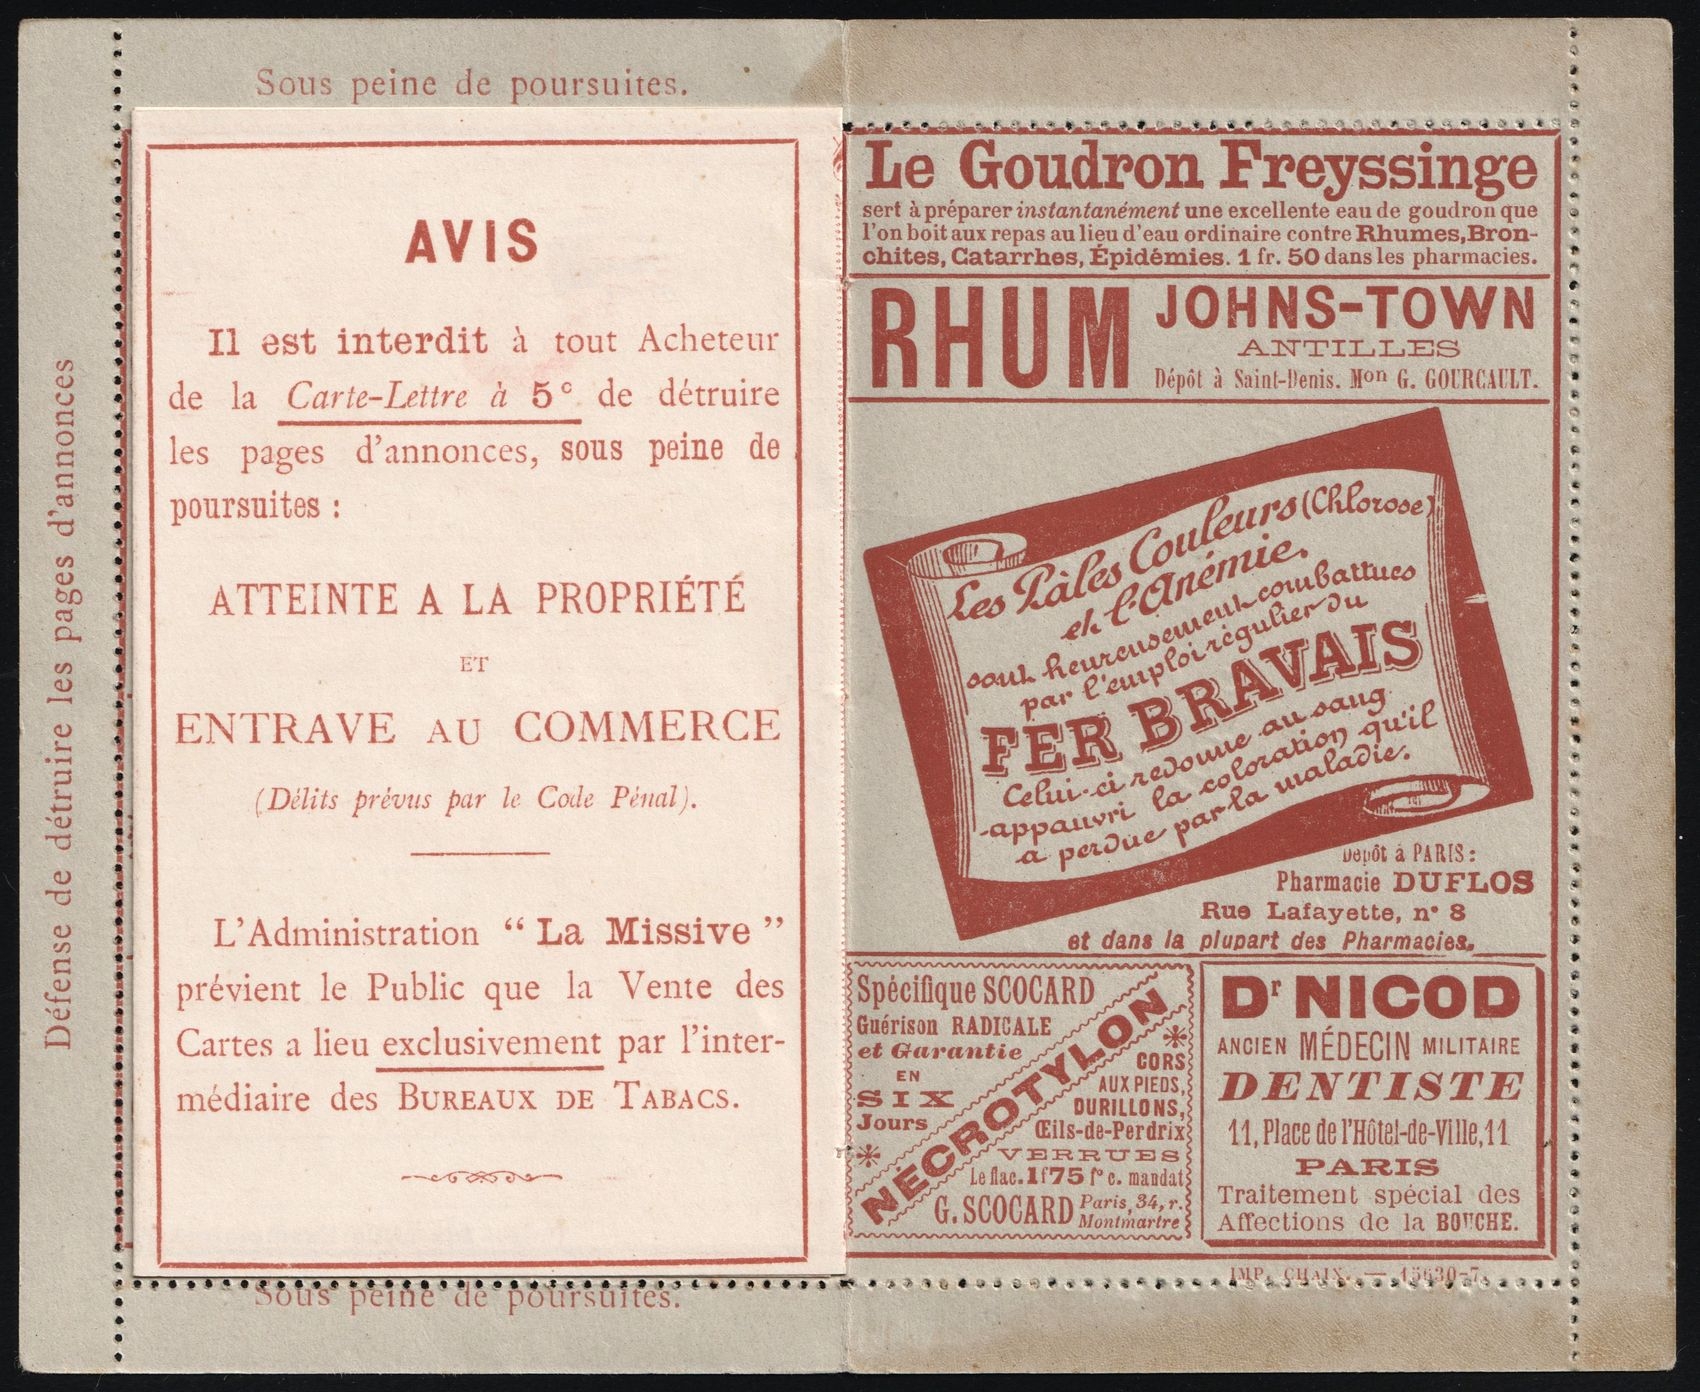 Sous peine de poursuites.
Défense de détruire les pages d'annonces
AVIS
Il est interdit à tout Acheteur
de la Carte-Lettre à 5c de détruire
les pages d'annonces, sous peine de
poursuites :
ATTEINTE A LA PROPRIÉTÉ
ET
ENTRAVE AU COMMERCE
(Délits prévus par le Code Pénal).
L'Administration “ La Missive ”
prévient le Public que la Vente des
Cartes a lieu exclusivement par l'inter-
médiaire des BUREAUX DE TABACS.
Sous peine de poursuites.
Le Goudron Freyssinge
sert à préparer instantanément une excellente eau de goudron que
l'on boit aux repas au lieu d'eau ordinaire contre Rhumes, Bron-
chites, Catarrhes, Épidémies. 1 fr. 50 dans les pharmacies.
RHUM JOHNS-TOWN
ANTILLES
Dépôt à Saint-Denis. Mon G. GOURCAULT.
Les Pâles Couleurs (Chlorose)
et l'Anémie,
sont heureusement combattues
par l'emploi régulier du
FER BRAVAIS
Celui-ci redonne au sang
appauvri la coloration qu'il
a perdue par la maladie.
Dépôt à PARIS :
Pharmacie DUFLOS
Rue Lafayette, n° 8
et dans la plupart des Pharmacies.
Spécifique SCOCARD
Guérison RADICALE
et Garantie
EN
SIX
Jours
NÉCROTYLON
CORS
AUX PIEDS,
DURILLONS,
Œils-de-Perdrix
VERRUES
Le flac. 1f75 fco c. mandat
G. SCOCARD Paris, 34, r.
Montmartre
Dr NICOD
ANCIEN MÉDECIN MILITAIRE
DENTISTE
11, Place de l'Hôtel-de-Ville, 11
PARIS
Traitement spécial des
Affections de la BOUCHE.
IMP. CHAIX. — 15630-7.